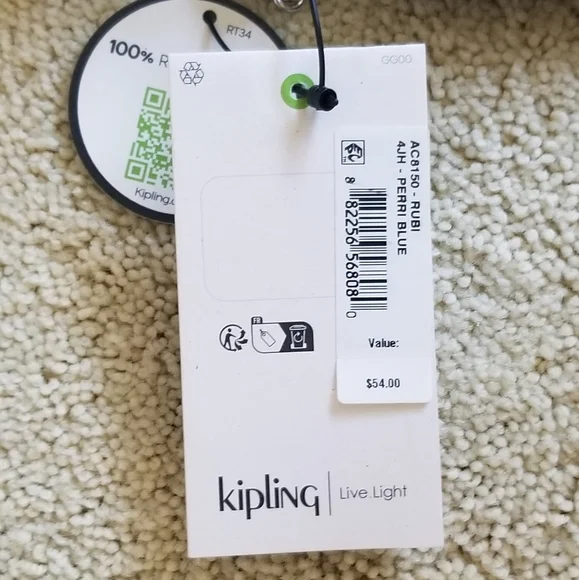 RT34
100% R
Kipling.
GG00
AC8150 - RUBI
4JH - PERRI BLUE
8 82256 56808 0
Value:
$54.00
FR
kipling | Live.Light